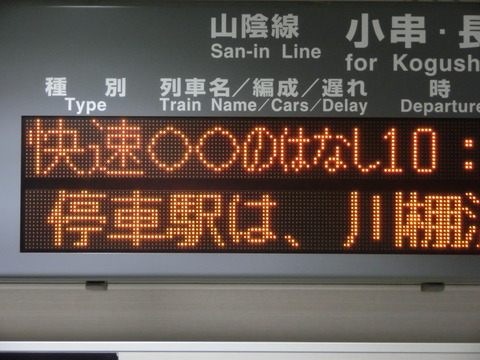 山陰線 小串・長
San-in Line for Kogush
種別 列車名／編成／遅れ 時
Type Train Name／Cars／Delay Departure
快速○○のはなし10:
停車駅は、川棚温